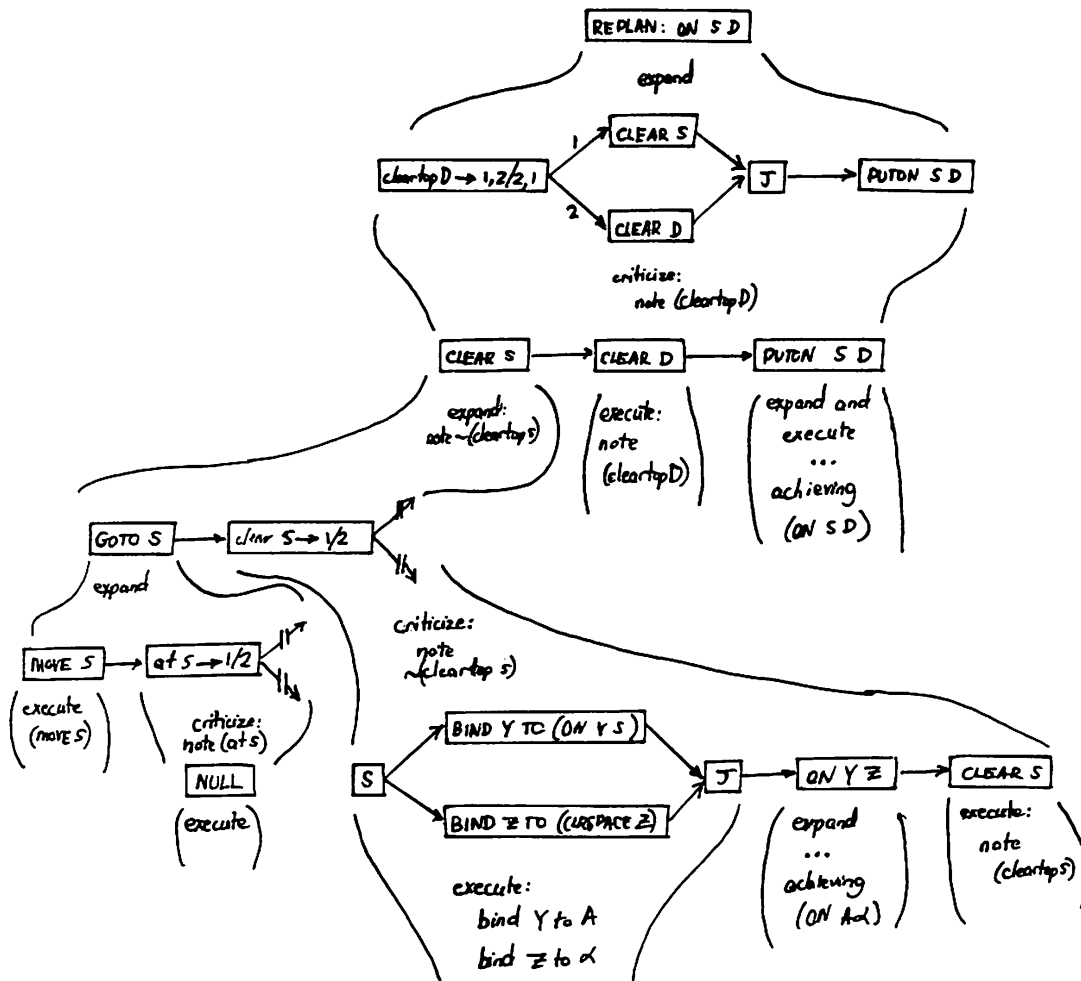 REPLAN: ON S D
expand
1
CLEAR S
cleartop D → 1,2/2,1
J
PUTON S D
2
CLEAR D
criticize:
note (cleartop D)
CLEAR S
CLEAR D
PUTON S D
expand:
note ~(cleartop S)
execute:
note
(cleartop D)
expand and
execute
...
achieving
(ON S D)
GOTO S
clear S → 1/2
expand
criticize:
note
~(cleartop S)
MOVE S
at S → 1/2
execute
(MOVE S)
criticize:
note (at S)
NULL
(execute)
S
BIND Y TO (ON Y S)
BIND Z TO (CLRSPACE Z)
J
ON Y Z
CLEAR S
execute:
bind Y to A
bind Z to α
expand
...
achieving
(ON A α)
execute:
note
(cleartop S)